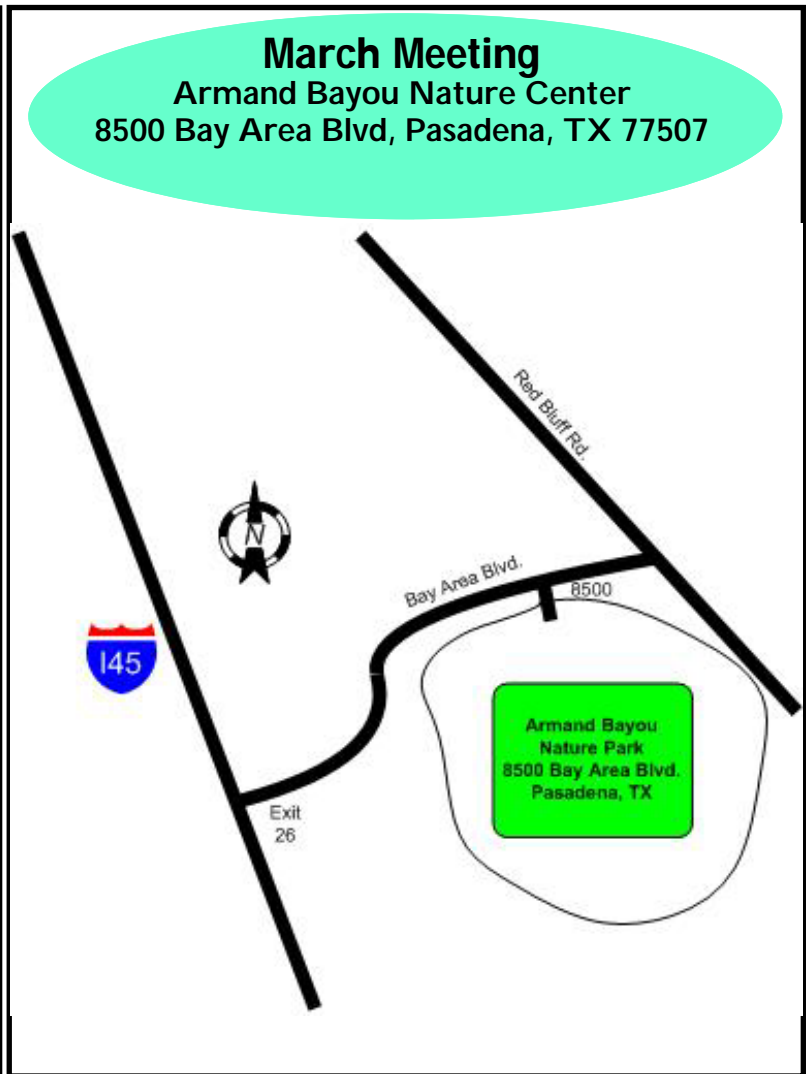 March Meeting
Armand Bayou Nature Center
8500 Bay Area Blvd, Pasadena, TX 77507
Red Bluff Rd.
N
Bay Area Blvd.
8500
I45
Armand Bayou
Nature Park
8500 Bay Area Blvd.
Pasadena, TX
Exit
26